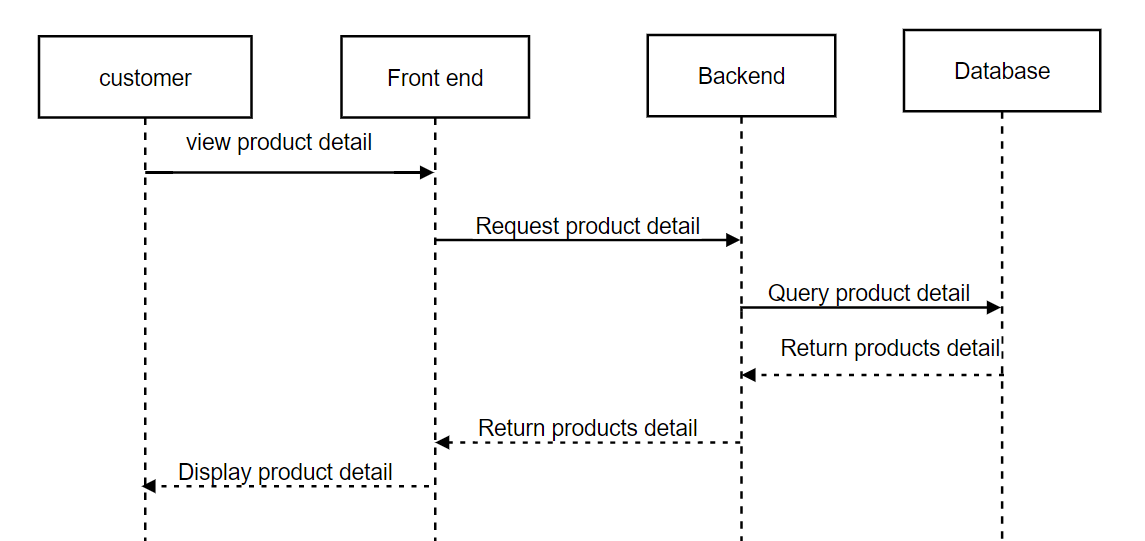 customer
Front end
Backend
Database
view product detail
Request product detail
Query product detail
Return products detail
Return products detail
Display product detail